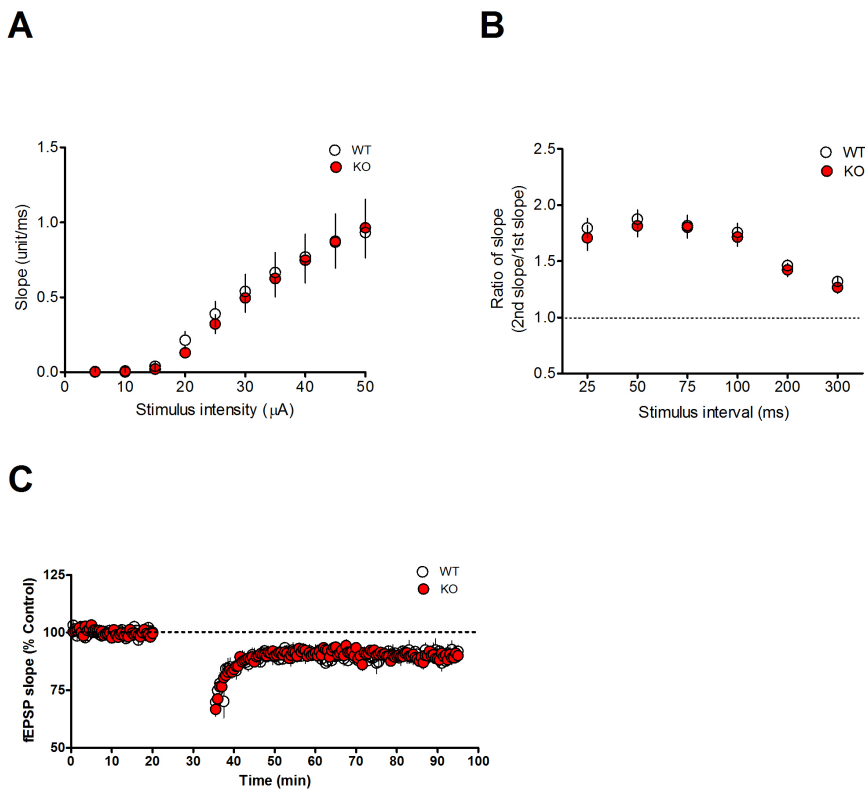 A
B
1.5
1.0
0.5
0.0
Slope (unit/ms)
WT
KO
0
10
20
30
40
50
Stimulus intensity (μA)
2.5
2.0
1.5
1.0
0.5
Ratio of slope
(2nd slope/1st slope)
WT
KO
25
50
75
100
200
300
Stimulus interval (ms)
C
125
100
75
50
fEPSP slope (% Control)
WT
KO
0
10
20
30
40
50
60
70
80
90
100
Time (min)